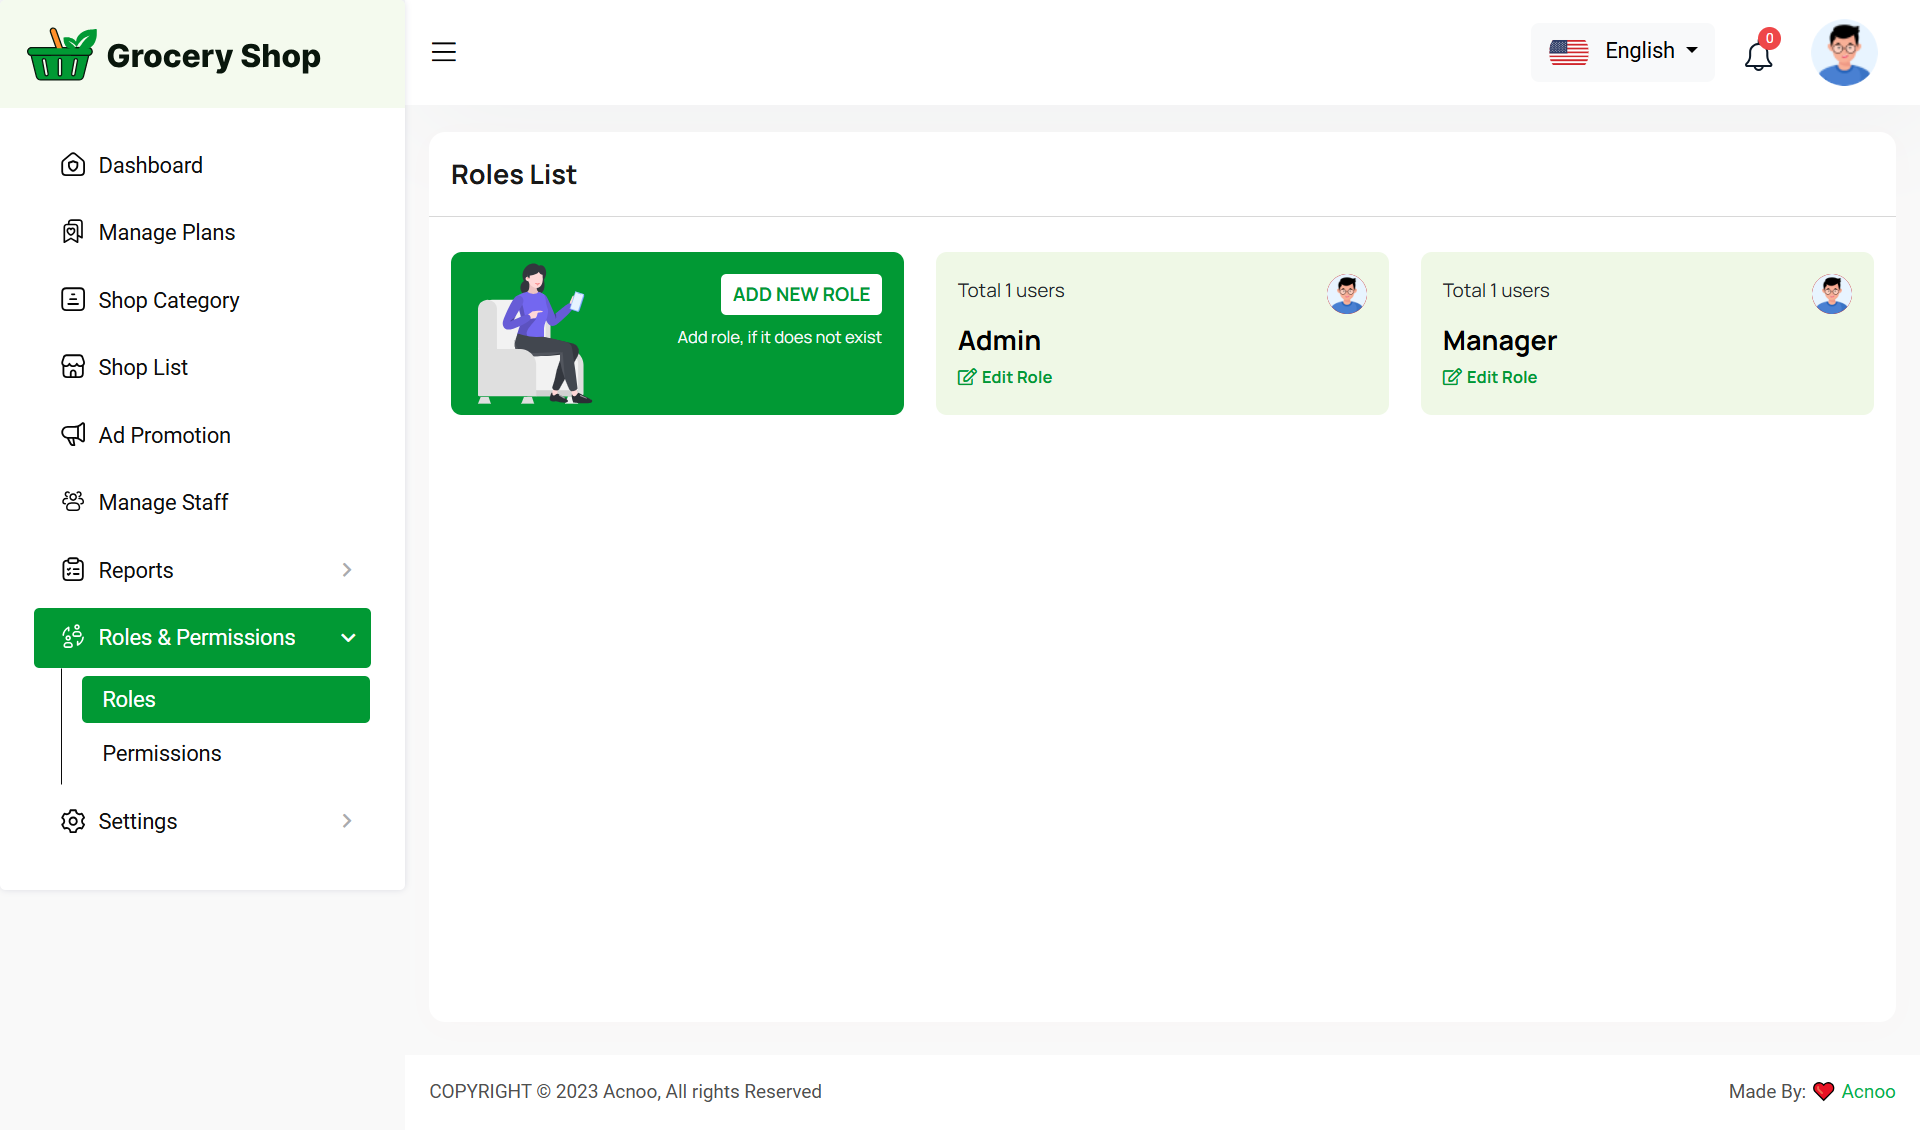 Grocery Shop
English
0
Dashboard
Manage Plans
Shop Category
Shop List
Ad Promotion
Manage Staff
Reports
Roles & Permissions
Roles
Permissions
Settings
Roles List
ADD NEW ROLE
Add role, if it does not exist
Total 1 users
Admin
Edit Role
Total 1 users
Manager
Edit Role
COPYRIGHT © 2023 Acnoo, All rights Reserved
Made By: ❤️ Acnoo